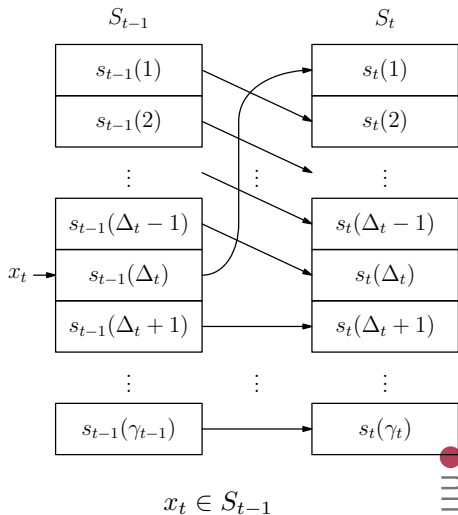 S_{t−1} S_t
s_{t−1}(1) s_t(1)
s_{t−1}(2) s_t(2)
⋮ ⋮ ⋮
s_{t−1}(Δ_t − 1) s_t(Δ_t − 1)
x_t s_{t−1}(Δ_t) s_t(Δ_t)
s_{t−1}(Δ_t + 1) s_t(Δ_t + 1)
⋮ ⋮ ⋮
s_{t−1}(γ_{t−1}) s_t(γ_t)
x_t ∈ S_{t−1}